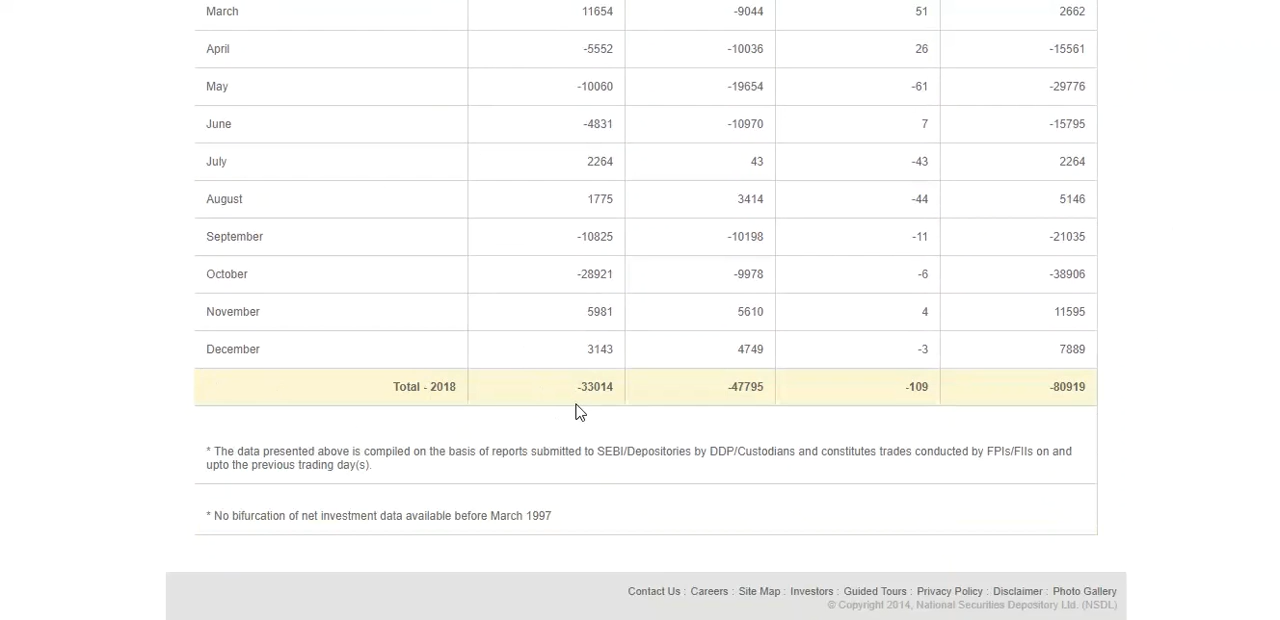 March 11654 -9044 51 2662
April -5552 -10036 26 -15561
May -10060 -19654 -61 -29776
June -4831 -10970 7 -15795
July 2264 43 -43 2264
August 1775 3414 -44 5146
September -10825 -10198 -11 -21035
October -28921 -9978 -6 -38906
November 5981 5610 4 11595
December 3143 4749 -3 7889
Total - 2018 -33014 -47795 -109 -80919
* The data presented above is compiled on the basis of reports submitted to SEBI/Depositories by DDP/Custodians and constitutes trades conducted by FPIs/FIIs on and
upto the previous trading day(s).
* No bifurcation of net investment data available before March 1997
Contact Us : Careers : Site Map : Investors : Guided Tours : Privacy Policy : Disclaimer : Photo Gallery
© Copyright 2014, National Securities Depository Ltd. (NSDL)